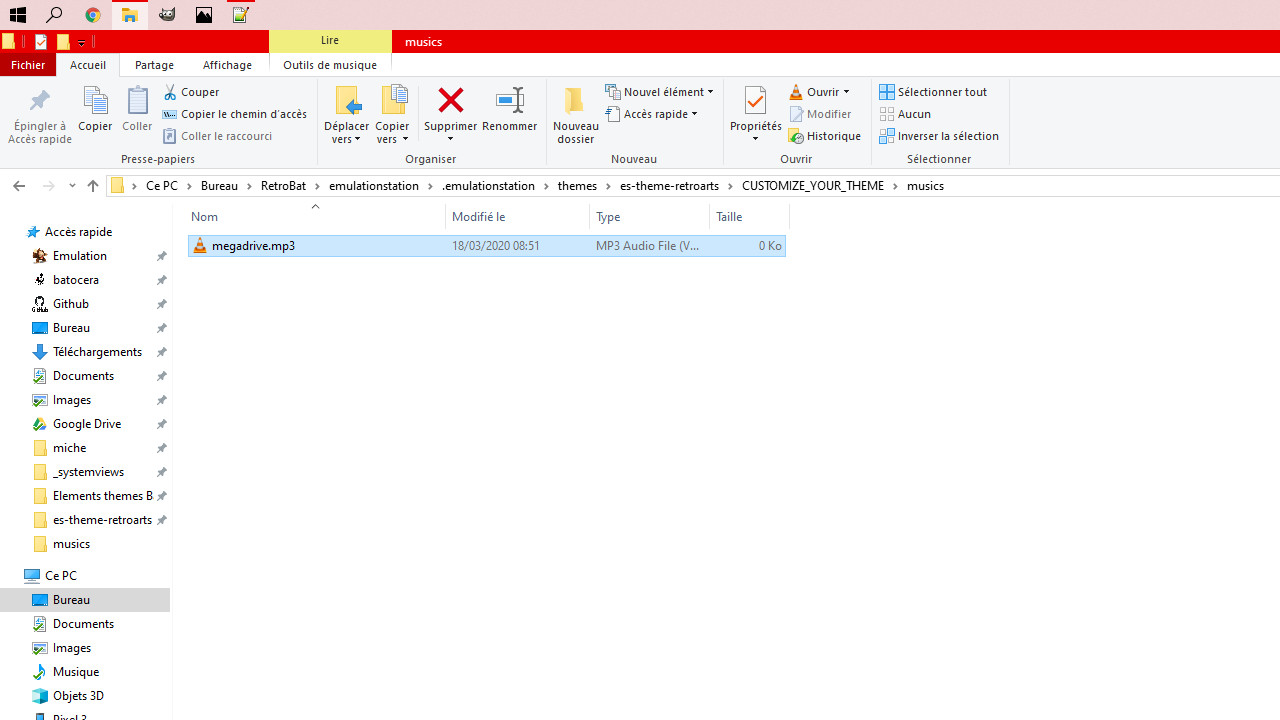 Lire
musics
Fichier Accueil Partage Affichage Outils de musique
Épingler à Accès rapide
Copier
Coller
Couper
Copier le chemin d'accès
Coller le raccourci
Presse-papiers
Déplacer vers
Copier vers
Supprimer
Renommer
Organiser
Nouveau dossier
Nouvel élément
Accès rapide
Nouveau
Propriétés
Ouvrir
Modifier
Historique
Ouvrir
Sélectionner tout
Aucun
Inverser la sélection
Sélectionner
Ce PC > Bureau > RetroBat > emulationstation > .emulationstation > themes > es-theme-retroarts > CUSTOMIZE_YOUR_THEME > musics
Nom Modifié le Type Taille
megadrive.mp3 18/03/2020 08:51 MP3 Audio File (V... 0 Ko
Accès rapide
Emulation
batocera
Github
Bureau
Téléchargements
Documents
Images
Google Drive
miche
_systemviews
Elements themes B
es-theme-retroarts
musics
Ce PC
Bureau
Documents
Images
Musique
Objets 3D
Pixel 3